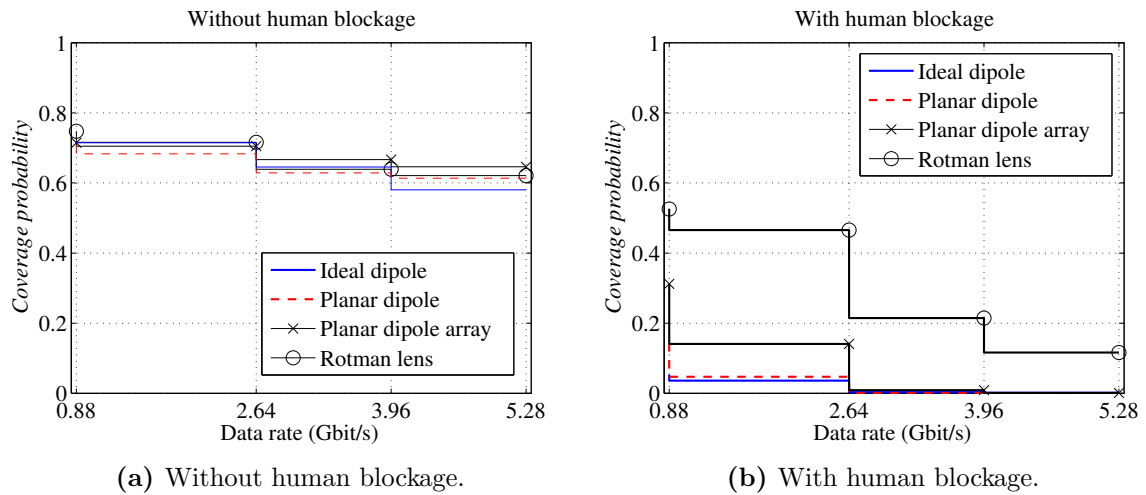 Without human blockage
1
0.8
0.6
0.4
0.2
0
Coverage probability
Ideal dipole
Planar dipole
Planar dipole array
Rotman lens
0.88
2.64
3.96
5.28
Data rate (Gbit/s)
(a) Without human blockage.
With human blockage
1
0.8
0.6
0.4
0.2
0
Coverage probability
Ideal dipole
Planar dipole
Planar dipole array
Rotman lens
0.88
2.64
3.96
5.28
Data rate (Gbit/s)
(b) With human blockage.